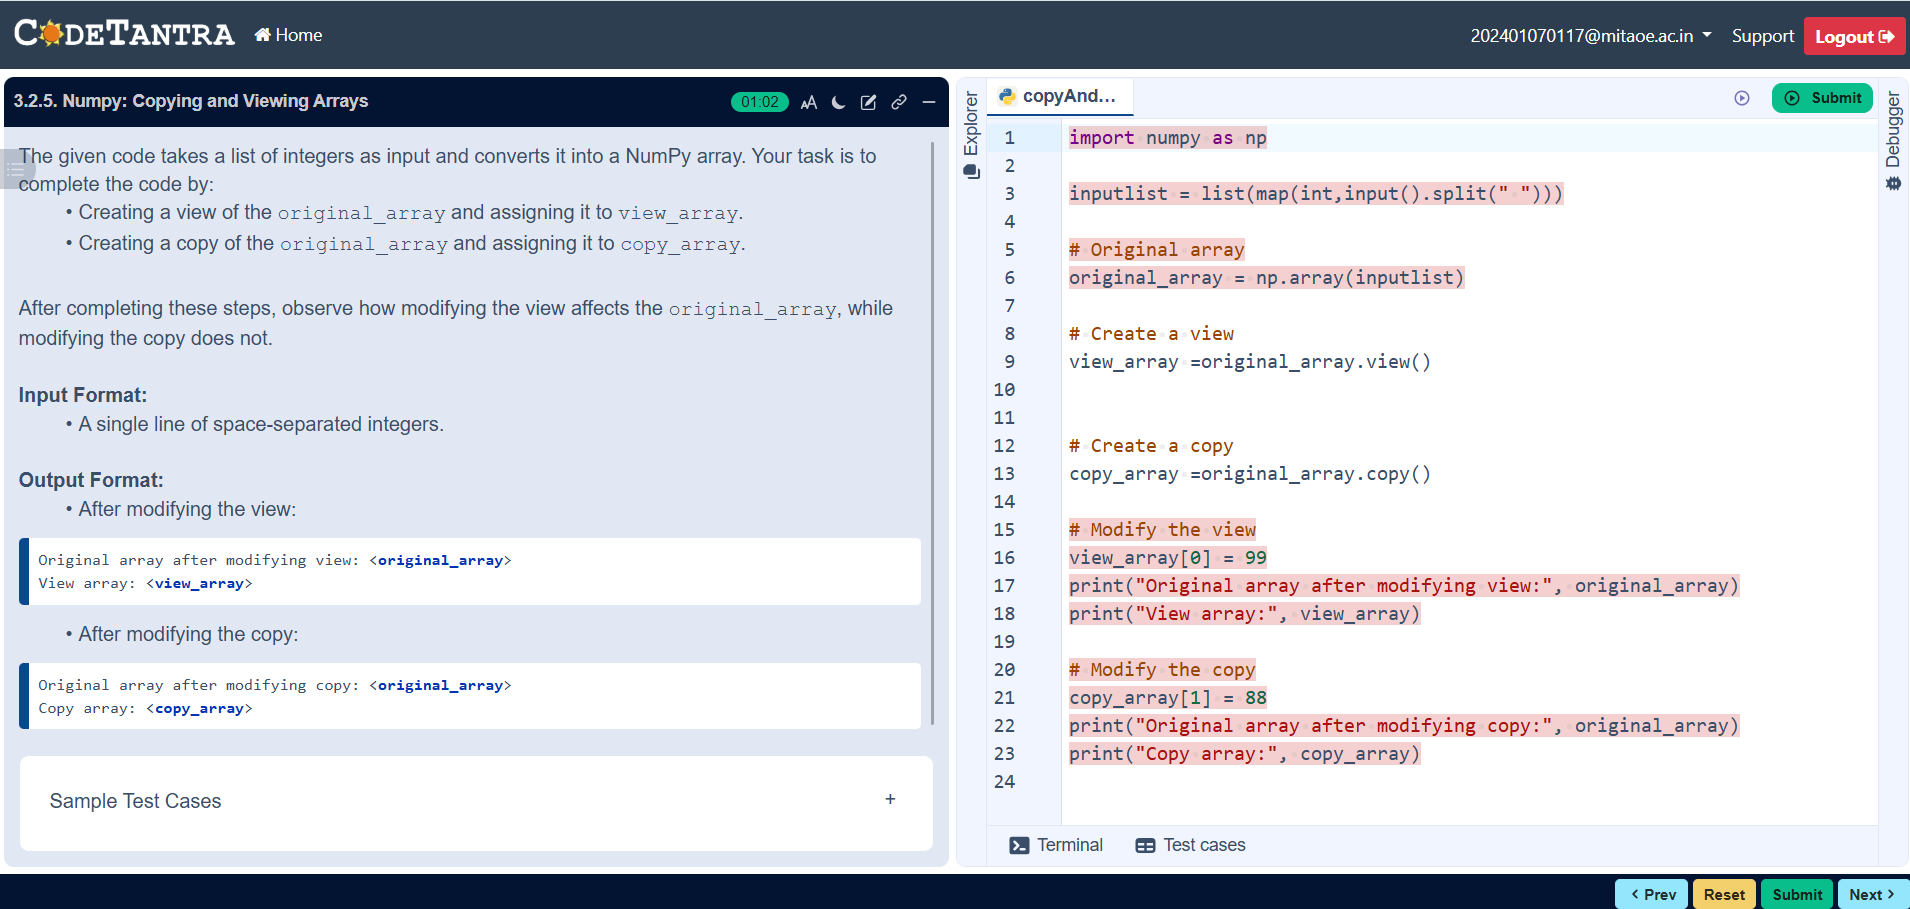 CODETANTRA Home 202401070117@mitaoe.ac.in Support Logout
3.2.5. Numpy: Copying and Viewing Arrays 01:02 AA
The given code takes a list of integers as input and converts it into a NumPy array. Your task is to
complete the code by:
• Creating a view of the original_array and assigning it to view_array.
• Creating a copy of the original_array and assigning it to copy_array.
After completing these steps, observe how modifying the view affects the original_array, while
modifying the copy does not.
Input Format:
• A single line of space-separated integers.
Output Format:
• After modifying the view:
Original array after modifying view: <original_array>
View array: <view_array>
• After modifying the copy:
Original array after modifying copy: <original_array>
Copy array: <copy_array>
Sample Test Cases +
Explorer
copyAnd... Submit
1 import numpy as np
2
3 inputlist = list(map(int,input().split(" ")))
4
5 # Original array
6 original_array = np.array(inputlist)
7
8 # Create a view
9 view_array =original_array.view()
10
11
12 # Create a copy
13 copy_array =original_array.copy()
14
15 # Modify the view
16 view_array[0] = 99
17 print("Original array after modifying view:", original_array)
18 print("View array:", view_array)
19
20 # Modify the copy
21 copy_array[1] = 88
22 print("Original array after modifying copy:", original_array)
23 print("Copy array:", copy_array)
24
Terminal Test cases
Debugger
< Prev Reset Submit Next >